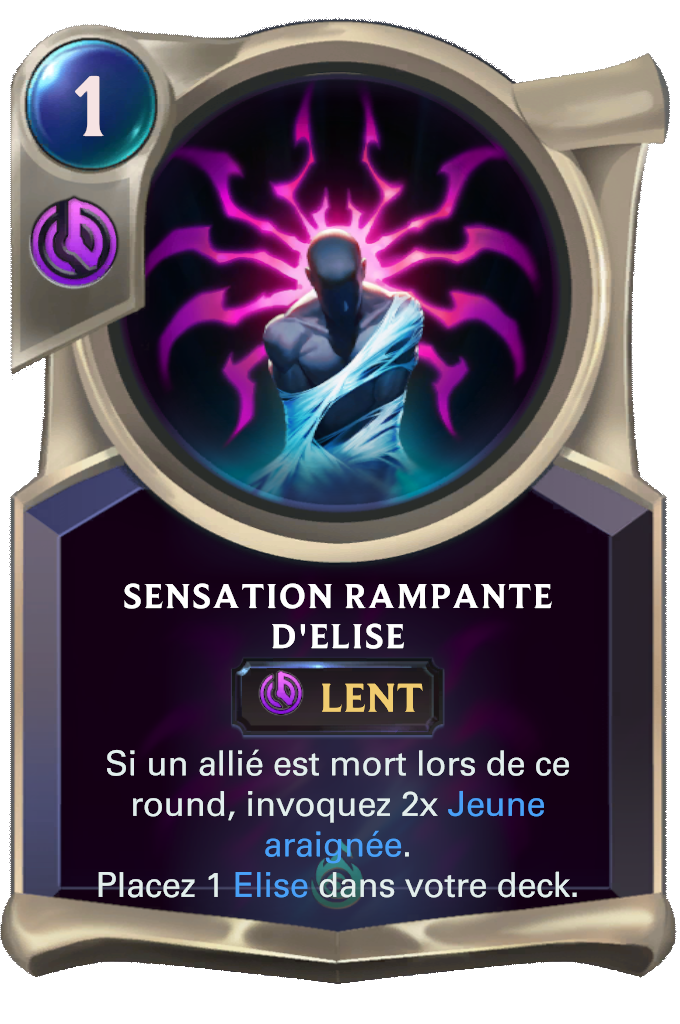 1
SENSATION RAMPANTE
D'ELISE
LENT
Si un allié est mort lors de ce
round, invoquez 2x Jeune
araignée.
Placez 1 Elise dans votre deck.